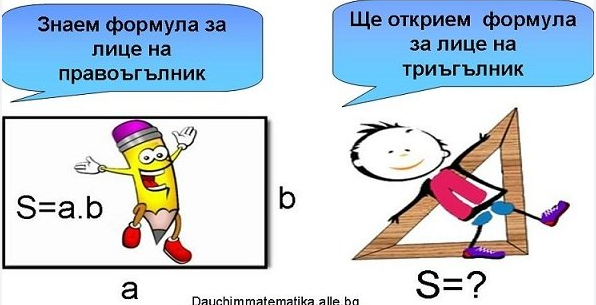 Знаем формула за
лице на
правоъгълник
Ще открием формула
за лице на
триъгълник
S=a.b
b
a
S=?
Dauchimmatematika.alle.bg